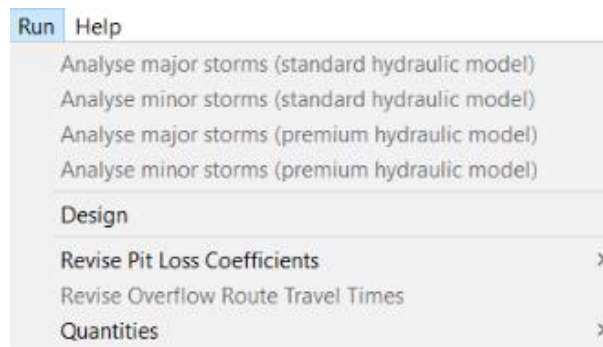 Run Help
Analyse major storms (standard hydraulic model)
Analyse minor storms (standard hydraulic model)
Analyse major storms (premium hydraulic model)
Analyse minor storms (premium hydraulic model)
Design
Revise Pit Loss Coefficients
Revise Overflow Route Travel Times
Quantities